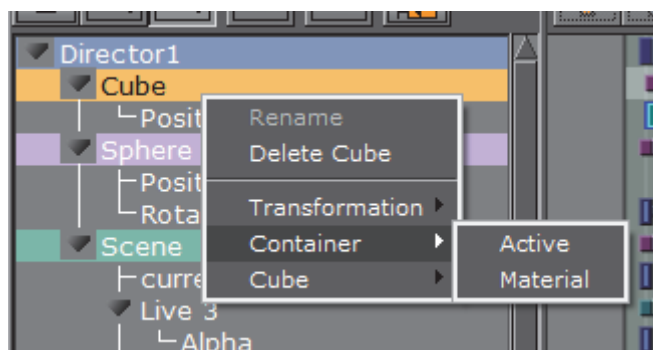 Director1
Cube
Posit
Sphere
Posit
Rota
Scene
curre
Live 3
Alpha
Rename
Delete Cube
Transformation
Container
Cube
Active
Material